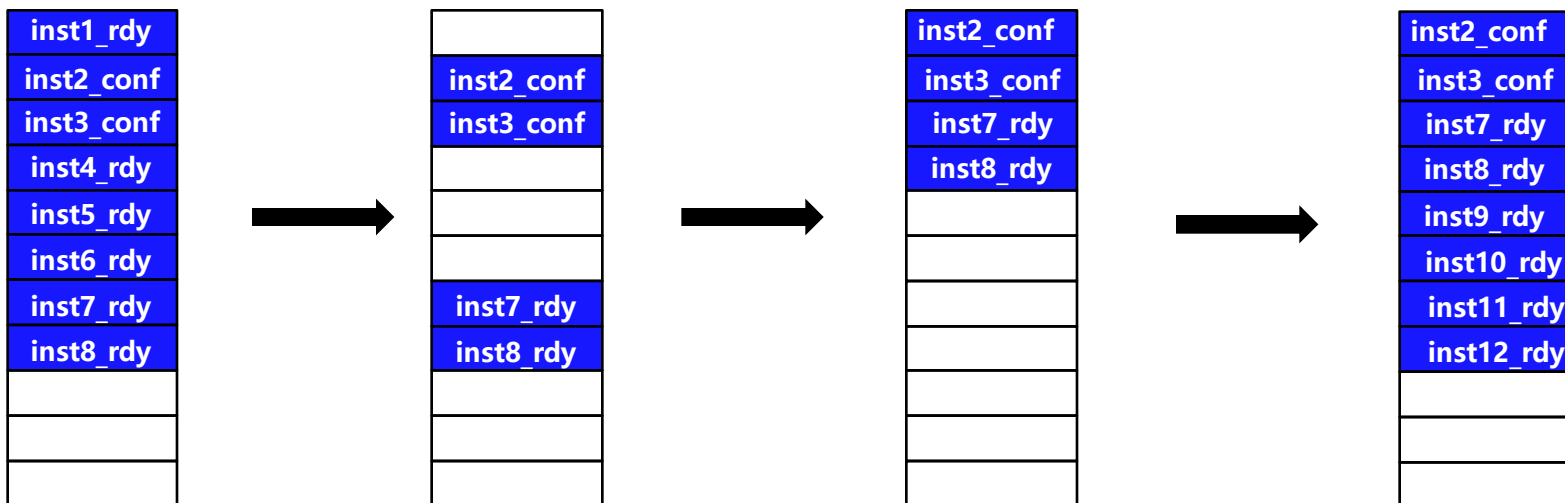 inst1_rdy
inst2_conf
inst3_conf
inst4_rdy
inst5_rdy
inst6_rdy
inst7_rdy
inst8_rdy
inst2_conf
inst3_conf
inst7_rdy
inst8_rdy
inst2_conf
inst3_conf
inst7_rdy
inst8_rdy
inst2_conf
inst3_conf
inst7_rdy
inst8_rdy
inst9_rdy
inst10_rdy
inst11_rdy
inst12_rdy